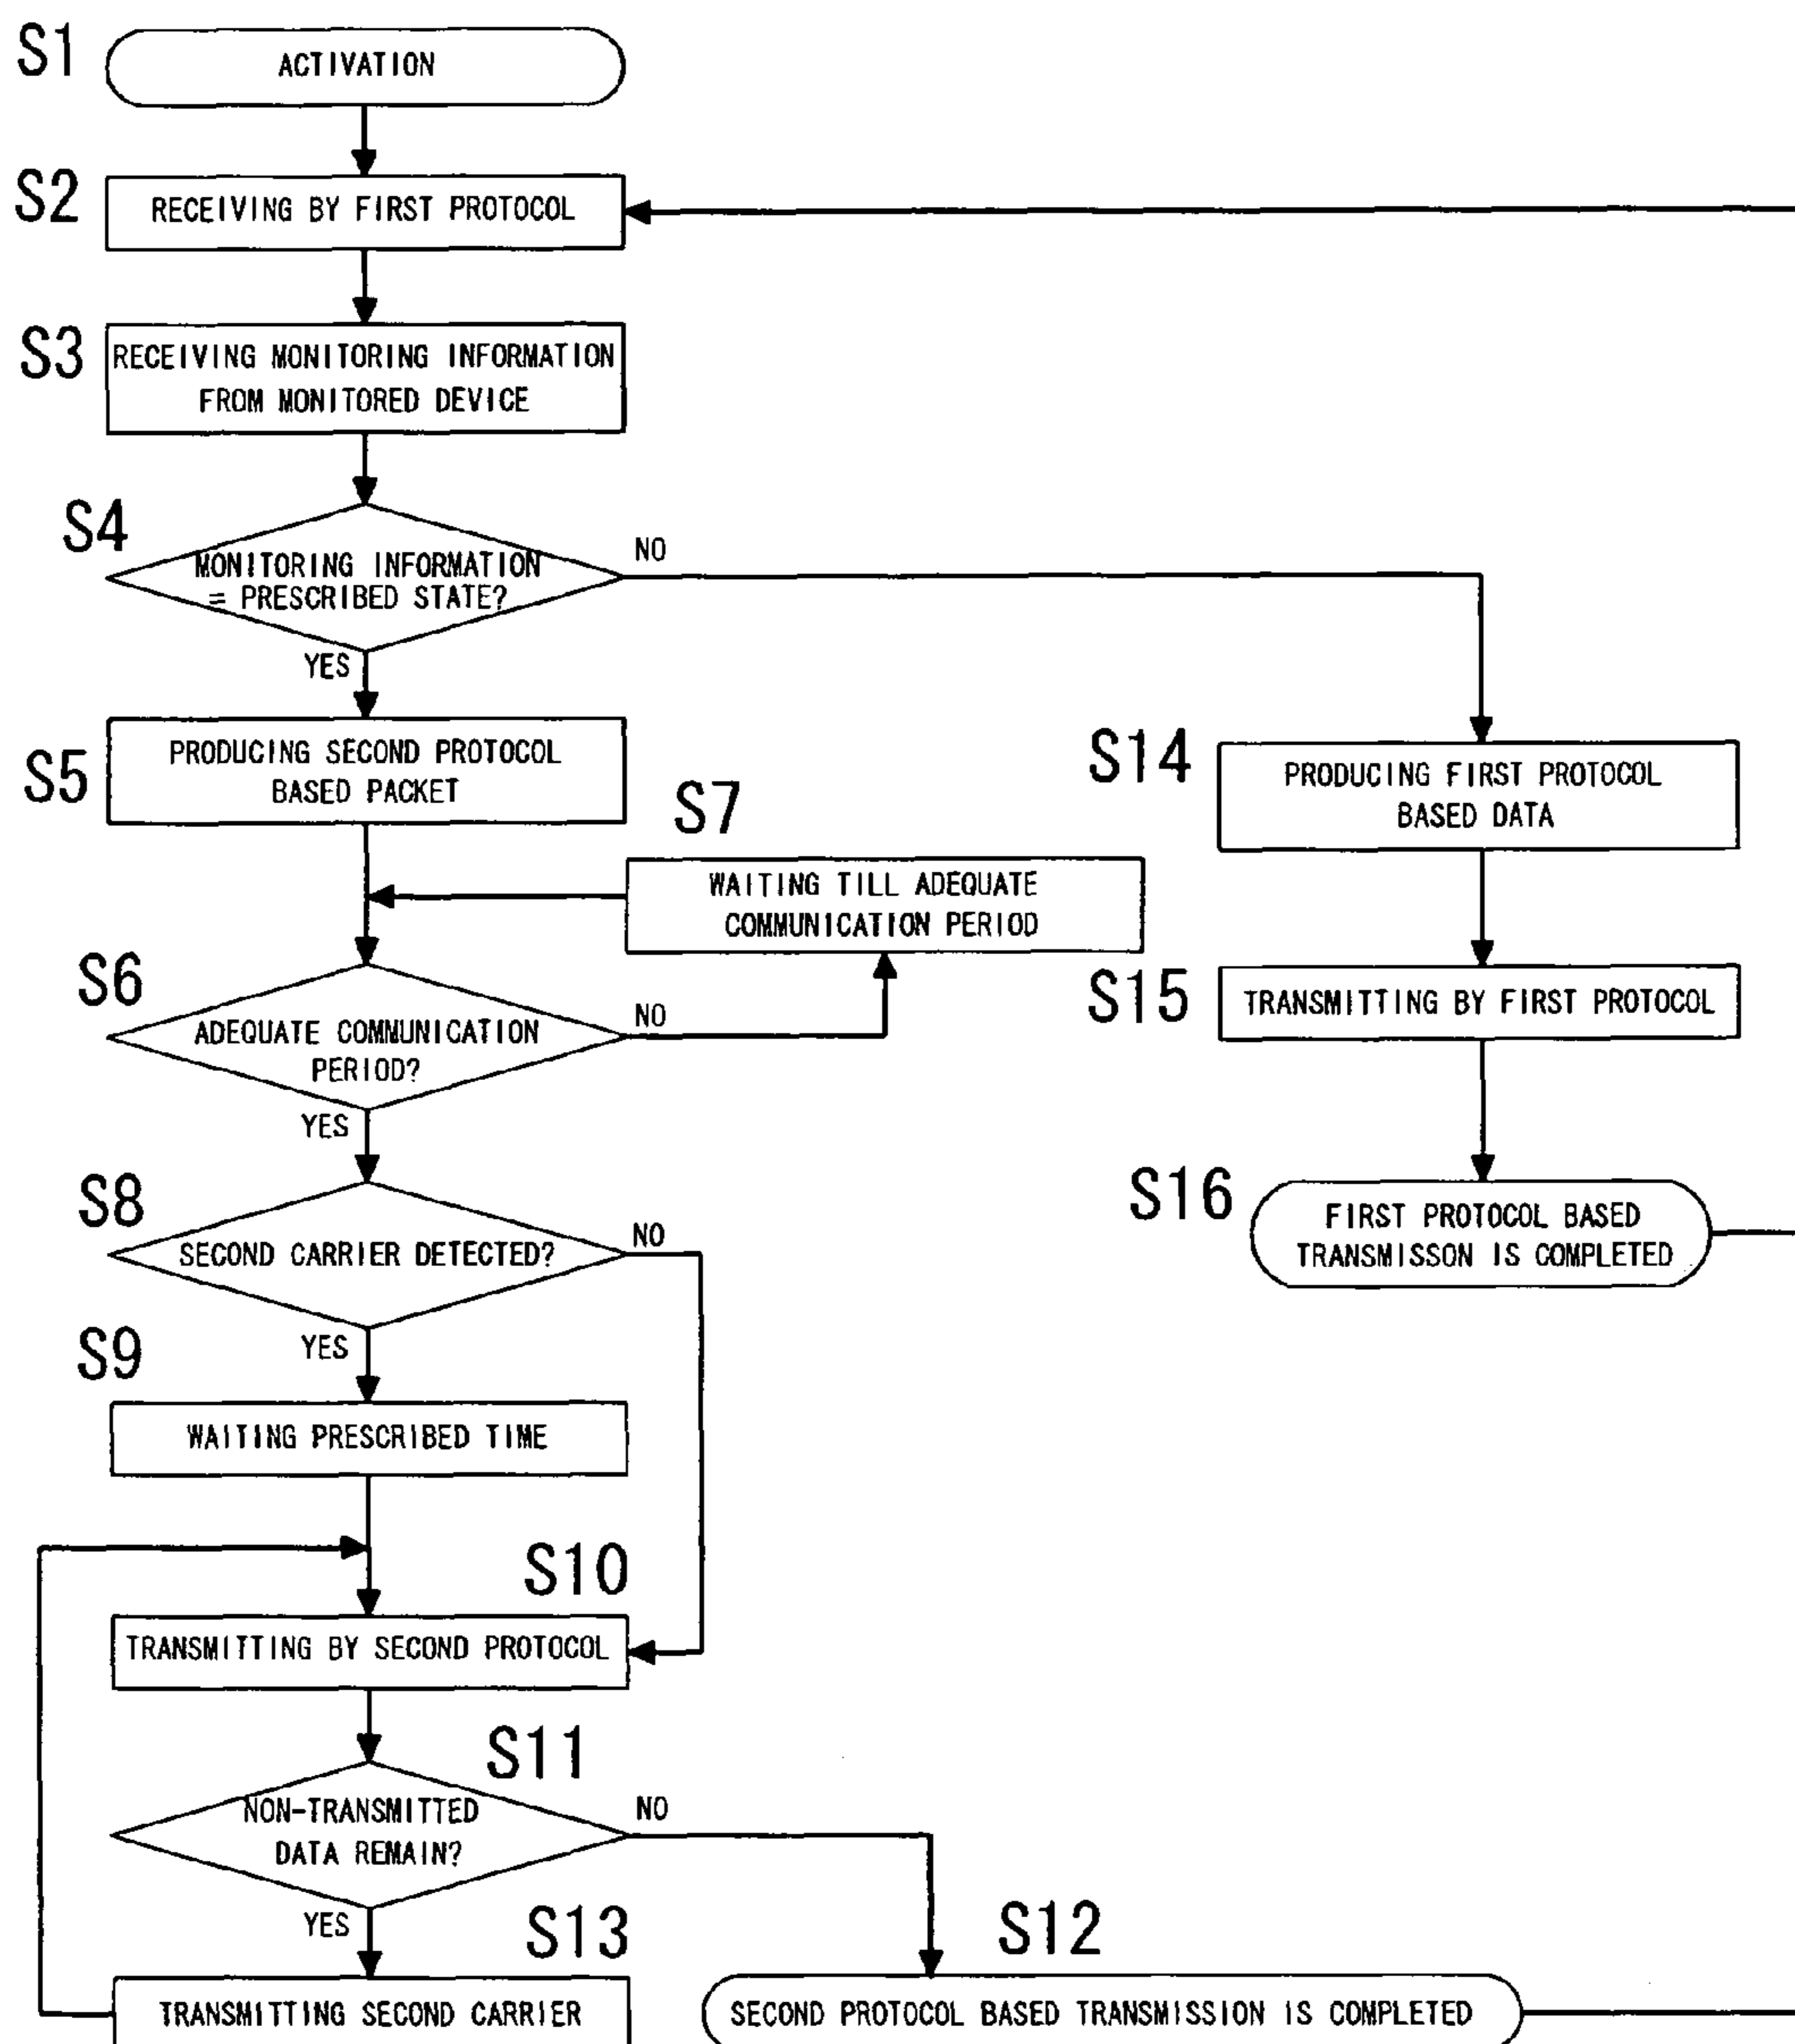 S1
ACTIVATION
S2
RECEIVING BY FIRST PROTOCOL
S3
RECEIVING MONITORING INFORMATION
FROM MONITORED DEVICE
S4
MONITORING INFORMATION
= PRESCRIBED STATE?
NO
YES
S5
PRODUCING SECOND PROTOCOL
BASED PACKET
S7
WAITING TILL ADEQUATE
COMMUNICATION PERIOD
S6
ADEQUATE COMMUNICATION
PERIOD?
NO
YES
S8
SECOND CARRIER DETECTED?
NO
YES
S9
WAITING PRESCRIBED TIME
S10
TRANSMITTING BY SECOND PROTOCOL
S11
NON-TRANSMITTED
DATA REMAIN?
NO
YES
S13
TRANSMITTING SECOND CARRIER
S12
SECOND PROTOCOL BASED TRANSMISSION IS COMPLETED
S14
PRODUCING FIRST PROTOCOL
BASED DATA
S15
TRANSMITTING BY FIRST PROTOCOL
S16
FIRST PROTOCOL BASED
TRANSMISSON IS COMPLETED